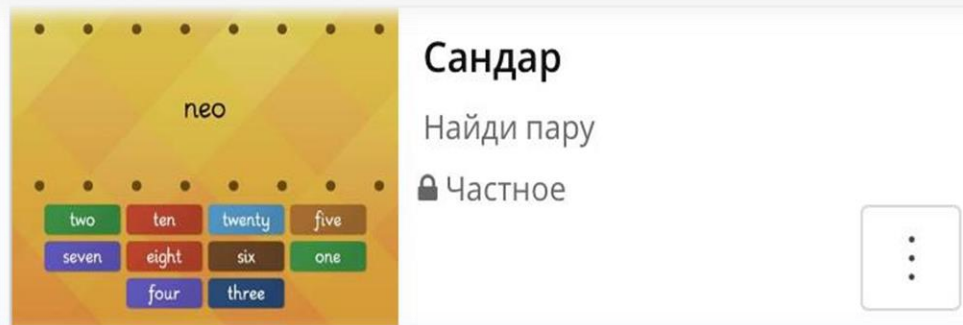 neo
two ten twenty five
seven eight six one
four three
Сандар
Найди пару
Частное